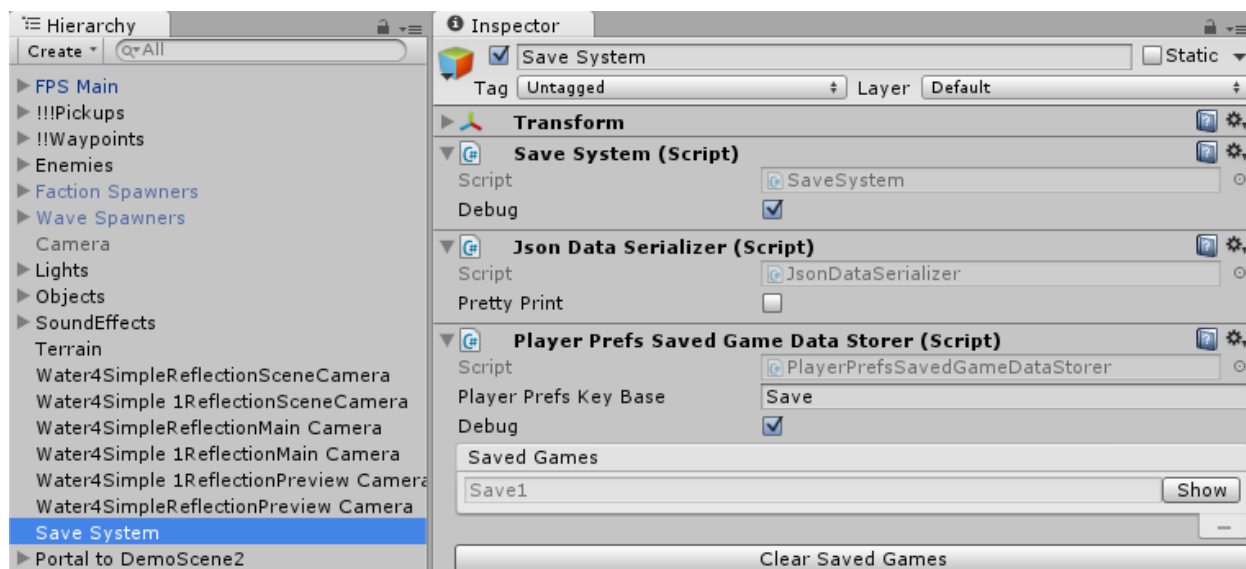 Hierarchy
Create
All
FPS Main
!!!Pickups
!!Waypoints
Enemies
Faction Spawners
Wave Spawners
Camera
Lights
Objects
SoundEffects
Terrain
Water4SimpleReflectionSceneCamera
Water4Simple 1ReflectionSceneCamera
Water4SimpleReflectionMain Camera
Water4Simple 1ReflectionMain Camera
Water4Simple 1ReflectionPreview Camera
Water4SimpleReflectionPreview Camera
Save System
Portal to DemoScene2
Inspector
Save System Static
Tag Untagged Layer Default
Transform
Save System (Script)
Script SaveSystem
Debug
Json Data Serializer (Script)
Script JsonDataSerializer
Pretty Print
Player Prefs Saved Game Data Storer (Script)
Script PlayerPrefsSavedGameDataStorer
Player Prefs Key Base Save
Debug
Saved Games
Save1 Show
Clear Saved Games